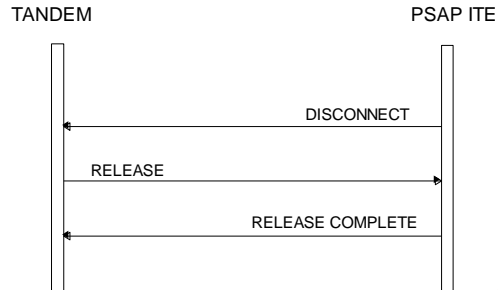 TANDEM
PSAP ITE
DISCONNECT
RELEASE
RELEASE COMPLETE